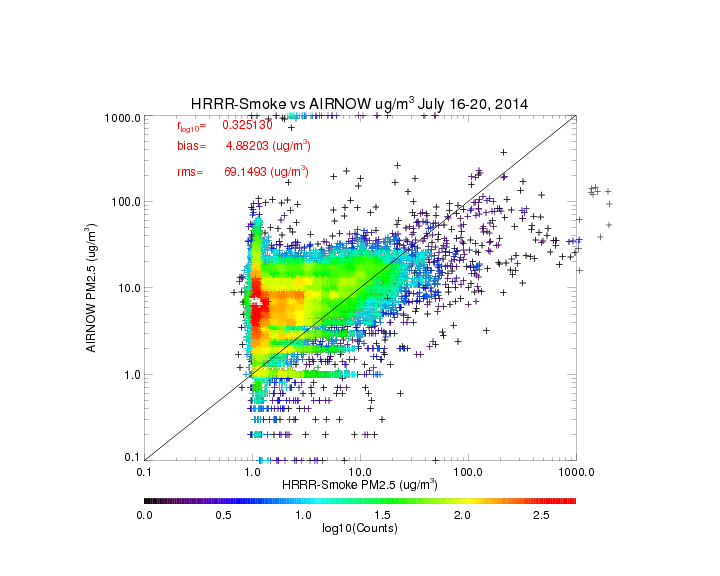 HRRR-Smoke vs AIRNOW ug/m³ July 16-20, 2014
1000.0
r_log10= 0.325130
bias= 4.88203 (ug/m³)
rms= 69.1493 (ug/m³)
100.0
AIRNOW PM2.5 (ug/m³)
10.0
1.0
0.1
0.1 1.0 10.0 100.0 1000.0
HRRR-Smoke PM2.5 (ug/m³)
0.0 0.5 1.0 1.5 2.0 2.5
log10(Counts)